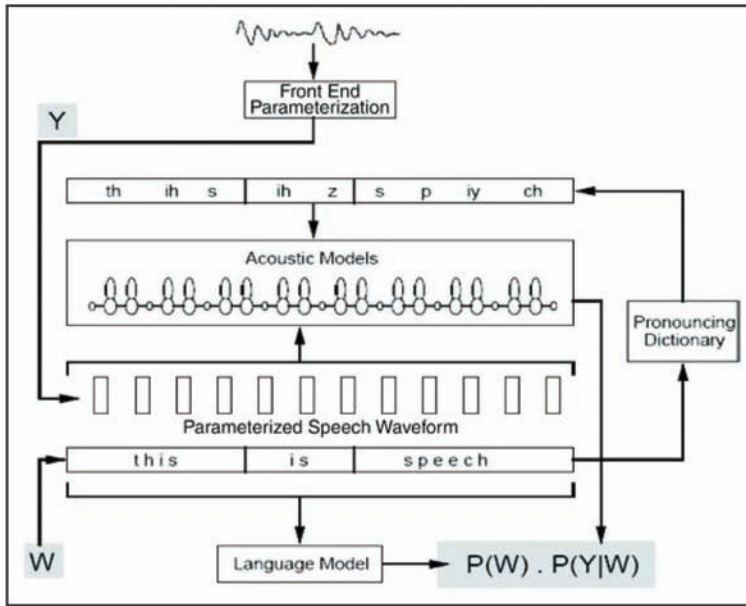 Front End
Parameterization
Y
th ih s ih z s p iy ch
Acoustic Models
Pronouncing
Dictionary
Parameterized Speech Waveform
this is speech
W
Language Model
P(W) . P(Y|W)